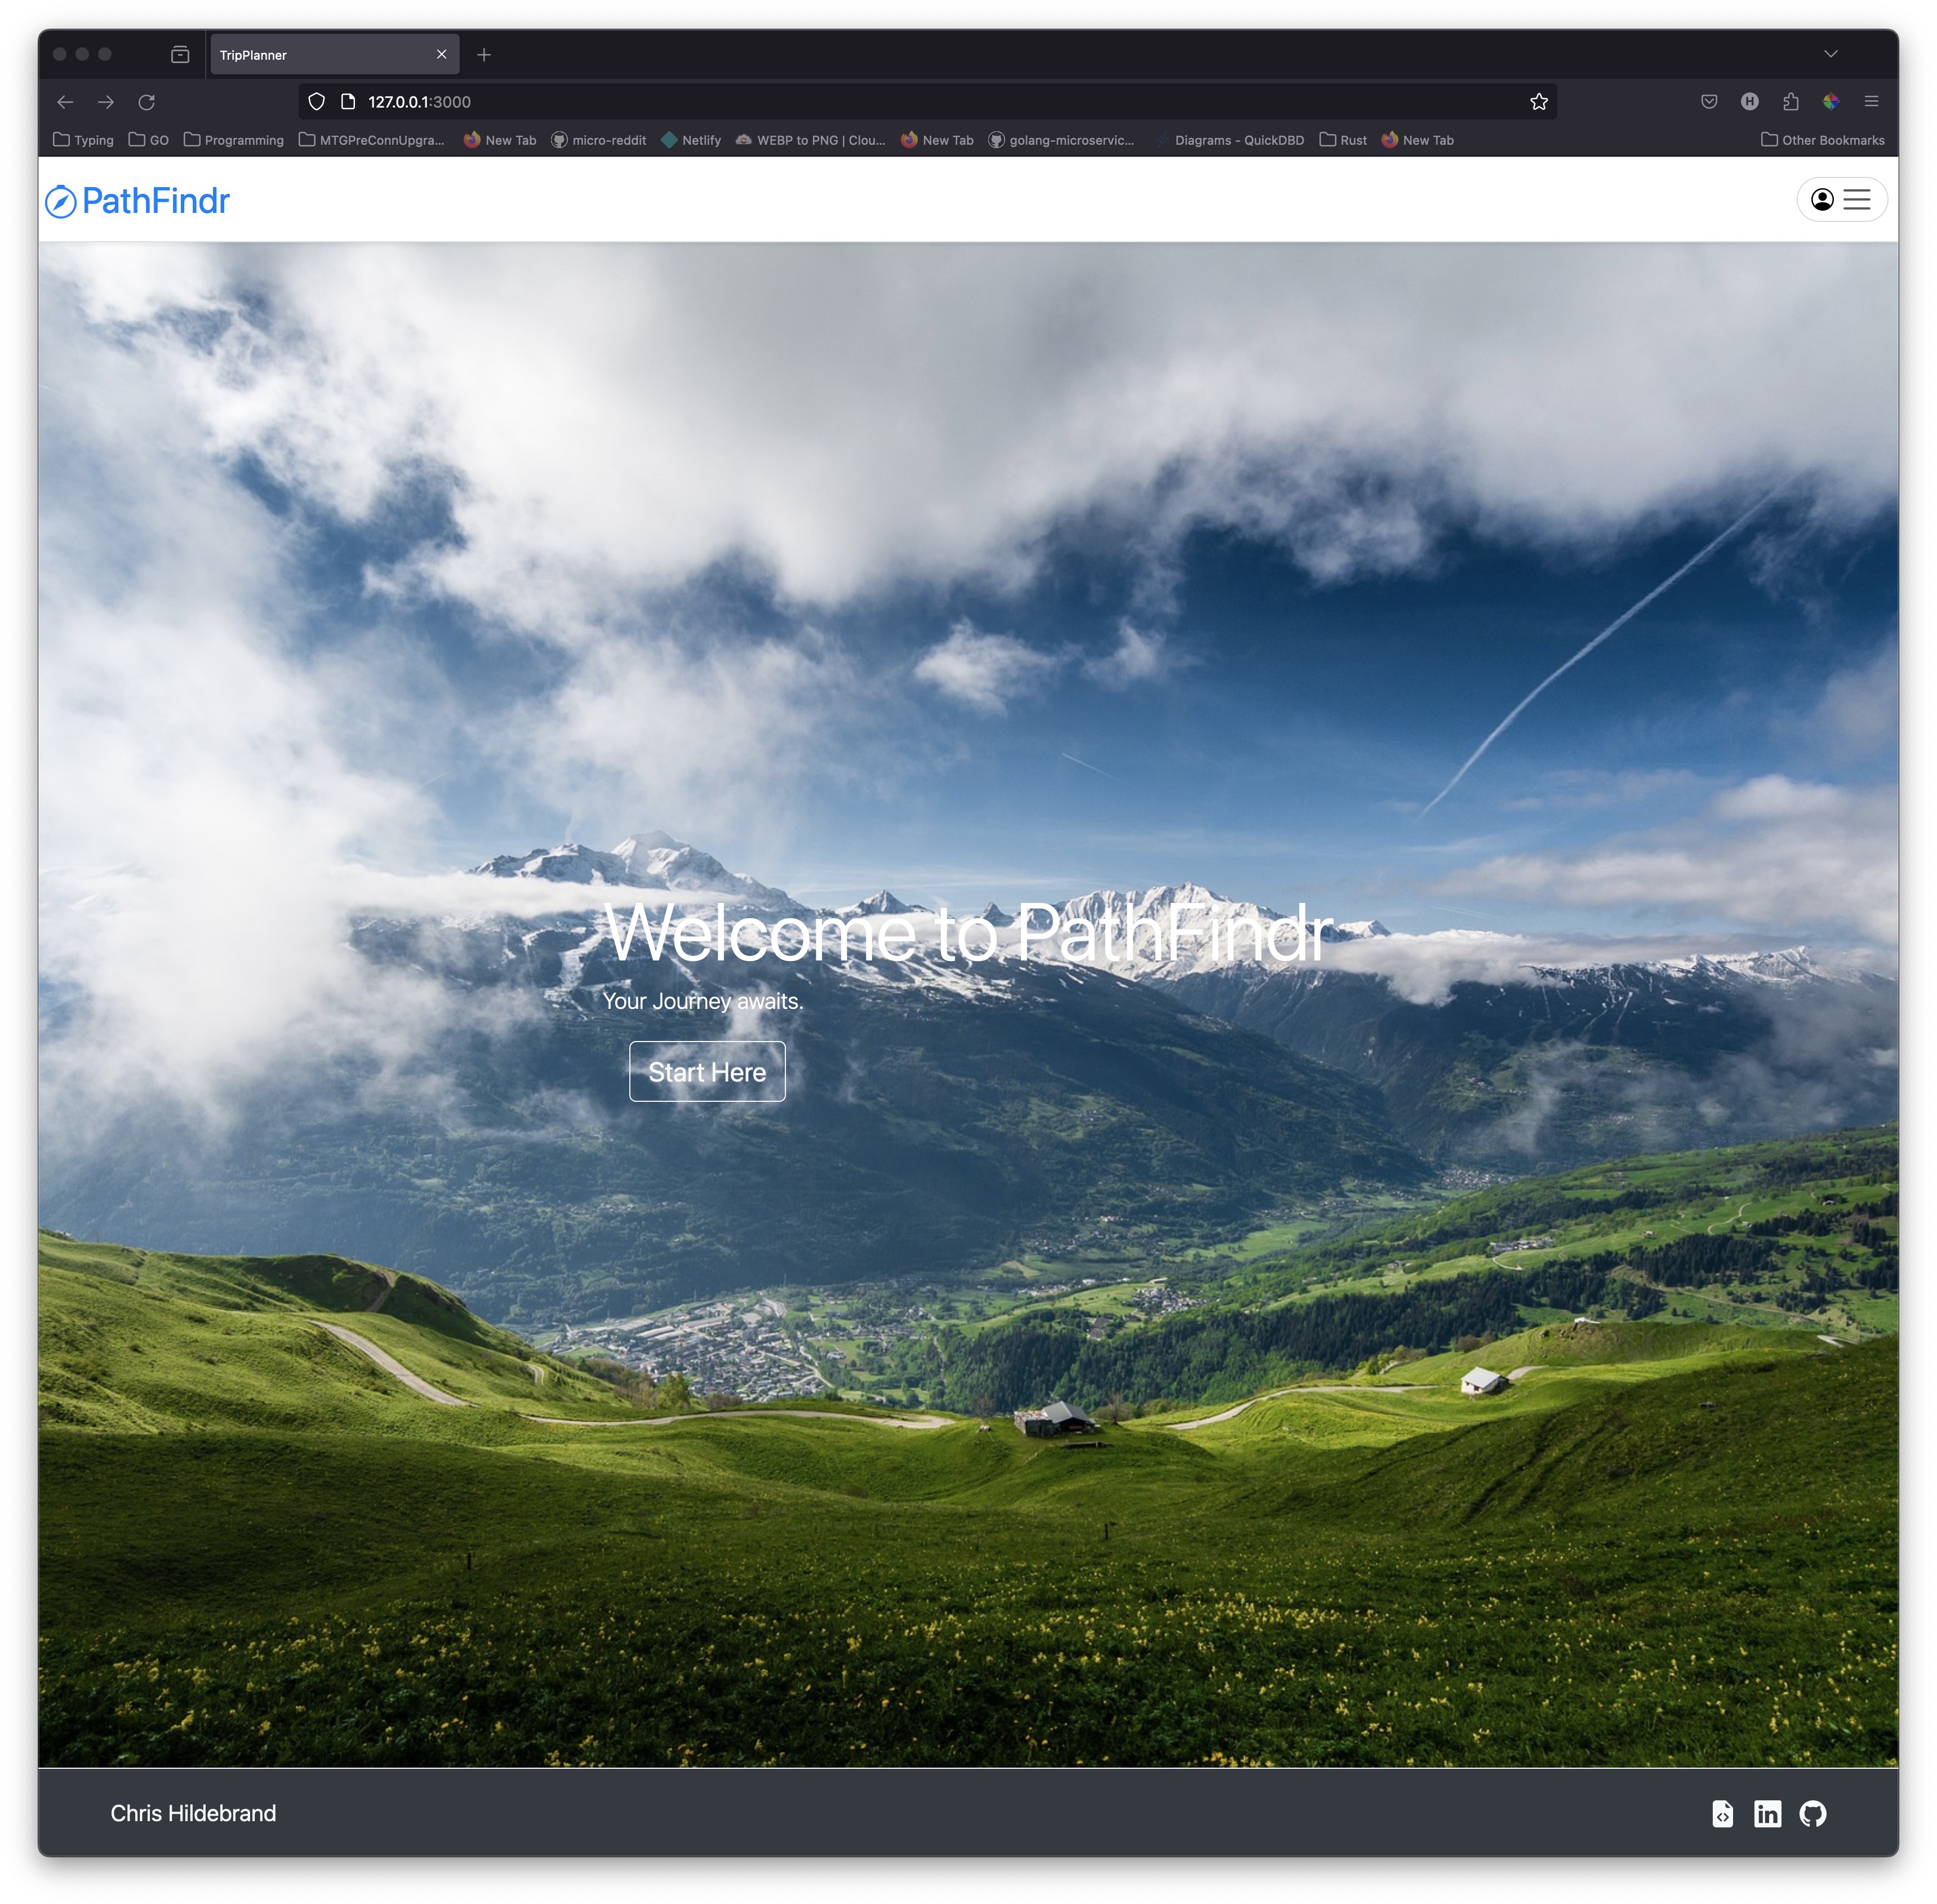 TripPlanner
127.0.0.1:3000
Typing GO Programming MTGPreConnUpgra... New Tab micro-reddit Netlify WEBP to PNG | Clou... New Tab golang-microservic... Diagrams - QuickDBD Rust New Tab Other Bookmarks
PathFindr
Welcome to PathFindr
Your Journey awaits.
Start Here
Chris Hildebrand